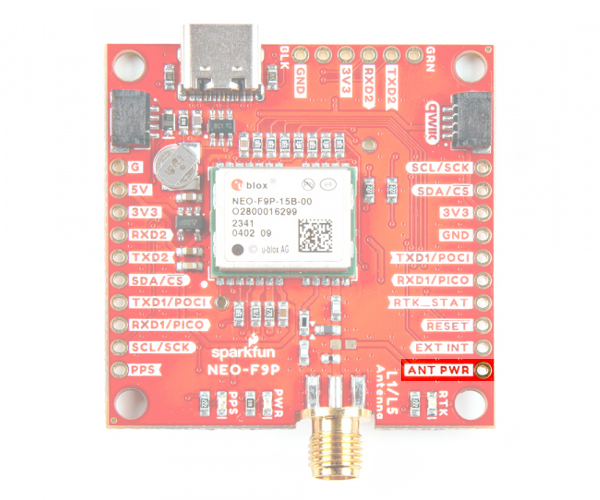 BLK
GND
3V3
RXD2
TXD2
GRN
Qwiic
G
5V
3V3
RXD2
TXD2
SDA/CS
TXD1/POCI
RXD1/PICO
SCL/SCK
PPS
ublox
NEO-F9P-15B-00
O2800016299
2341
0402 09
u-blox AG
SCL/SCK
SDA/CS
3V3
GND
TXD1/POCI
RXD1/PICO
RTK_STAT
RESET
EXT INT
ANT PWR
sparkfun
NEO-F9P
PPS
PWR
L1/L5
Antenna
RTK